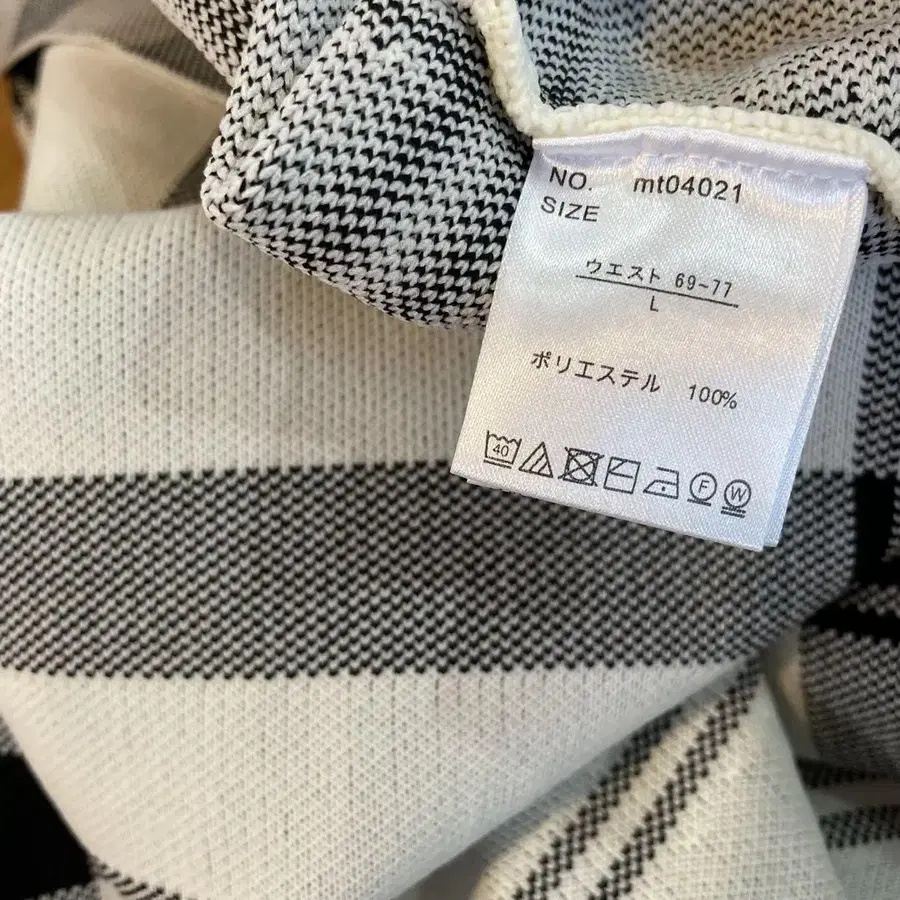 NO. mt04021
SIZE
ウエスト 69-77
L
ポリエステル 100%
40 F W